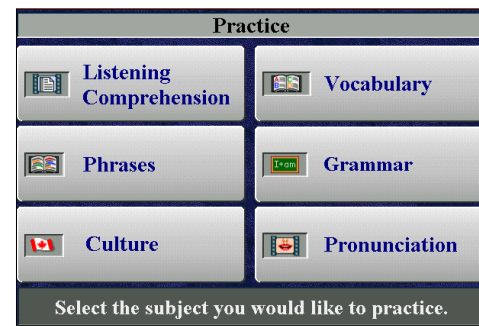 Practice
Listening
Comprehension
Vocabulary
Phrases
I+am
Grammar
Culture
Pronunciation
Select the subject you would like to practice.